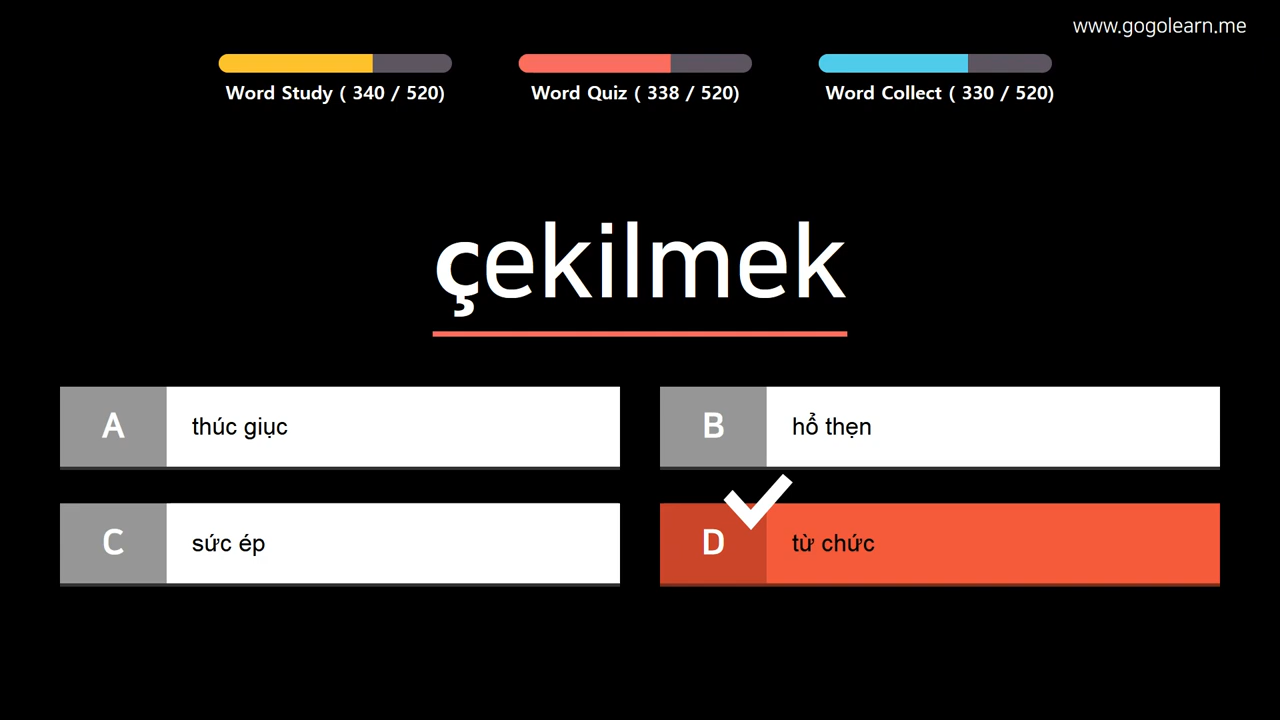 www.gogolearn.me
Word Study ( 340 / 520)
Word Quiz ( 338 / 520)
Word Collect ( 330 / 520)
çekilmek
A thúc giục
B hổ thẹn
C sức ép
D từ chức